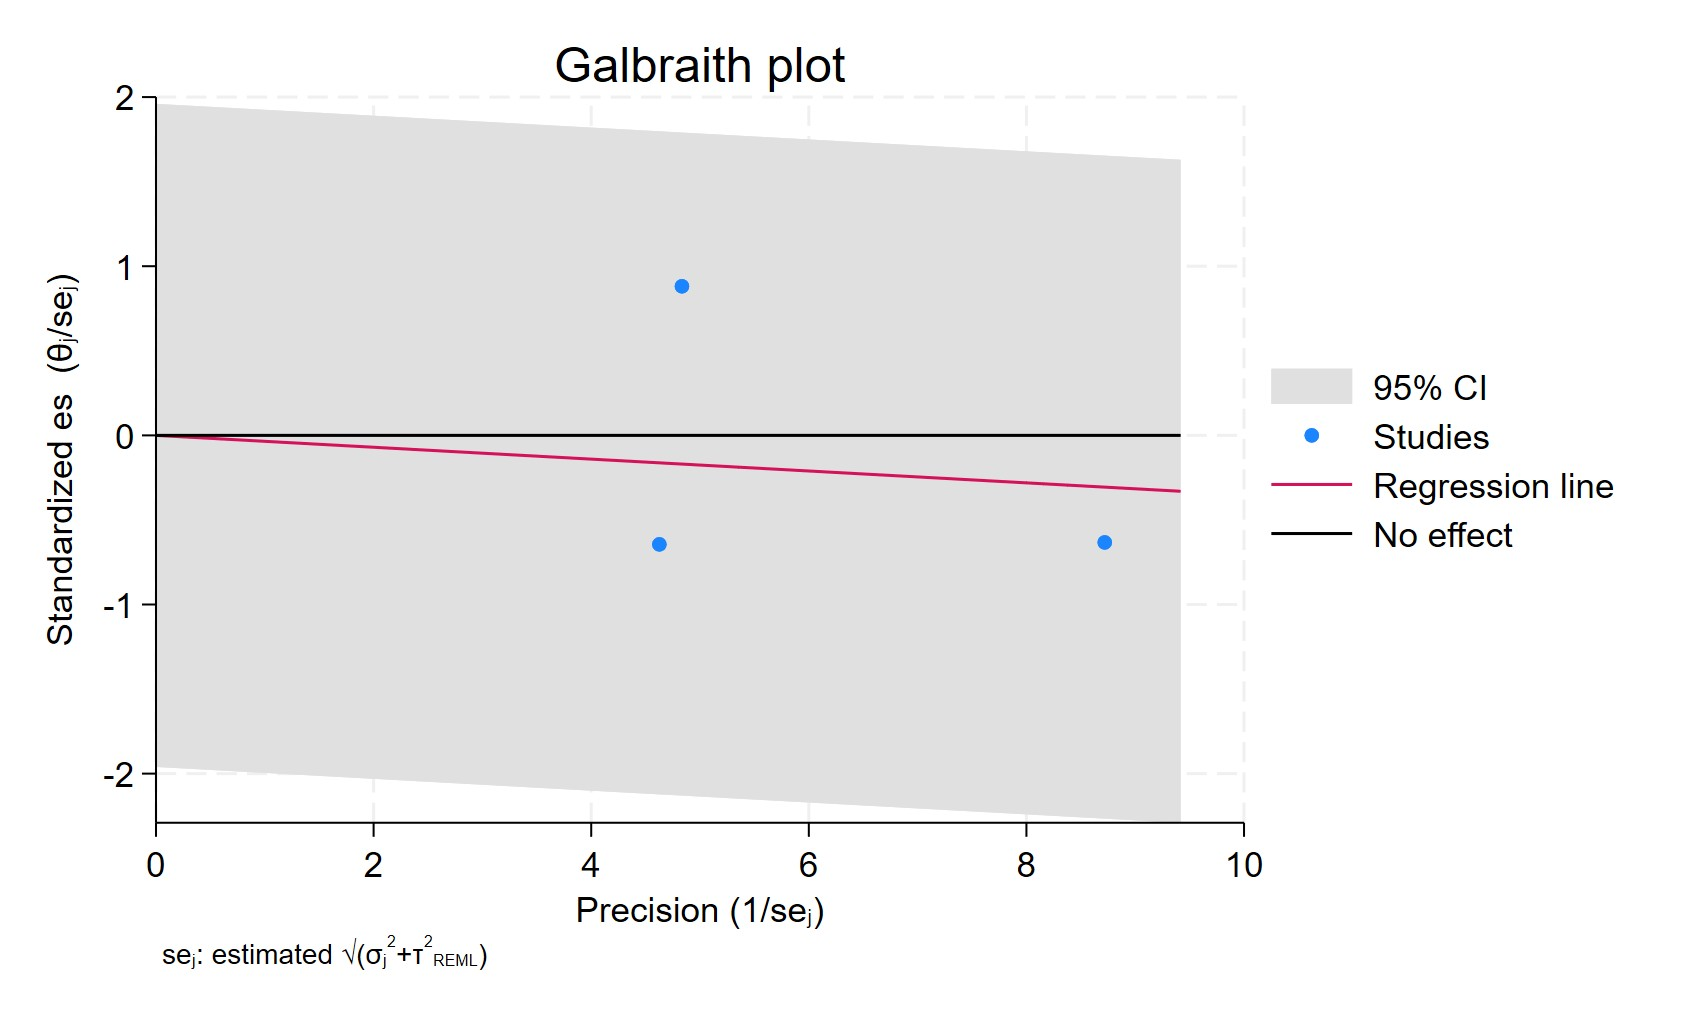 Galbraith plot
Standardized es (θⱼ/seⱼ)
2
1
0
-1
-2
0 2 4 6 8 10
Precision (1/seⱼ)
seⱼ: estimated √(σⱼ²+τ²REML)
95% CI
Studies
Regression line
No effect